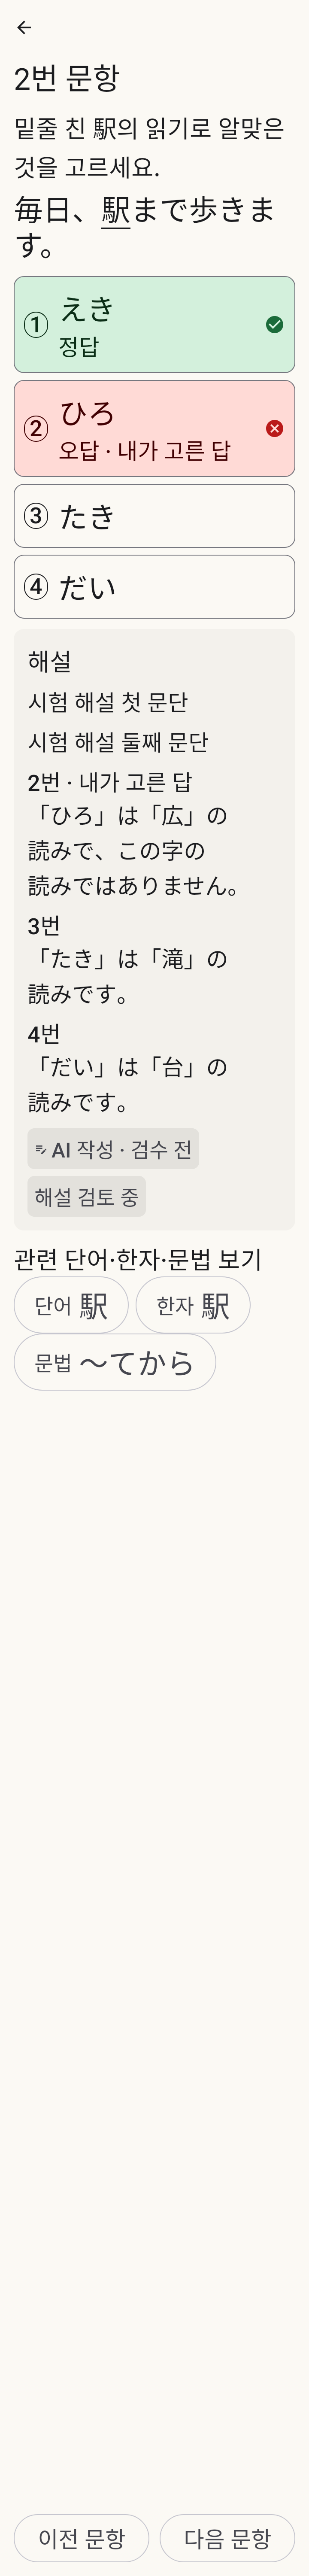 2번 문항
밑줄 친 駅의 읽기로 알맞은
것을 고르세요.
毎日、駅まで歩きま
す。
① えき
정답
② ひろ
오답 · 내가 고른 답
③ たき
④ だい
해설
시험 해설 첫 문단
시험 해설 둘째 문단
2번 · 내가 고른 답
「ひろ」は「広」の
読みで、この字の
読みではありません。
3번
「たき」は「滝」の
読みです。
4번
「だい」は「台」の
読みです。
AI 작성 · 검수 전
해설 검토 중
관련 단어·한자·문법 보기
단어 駅 한자 駅
문법 〜てから
이전 문항 다음 문항